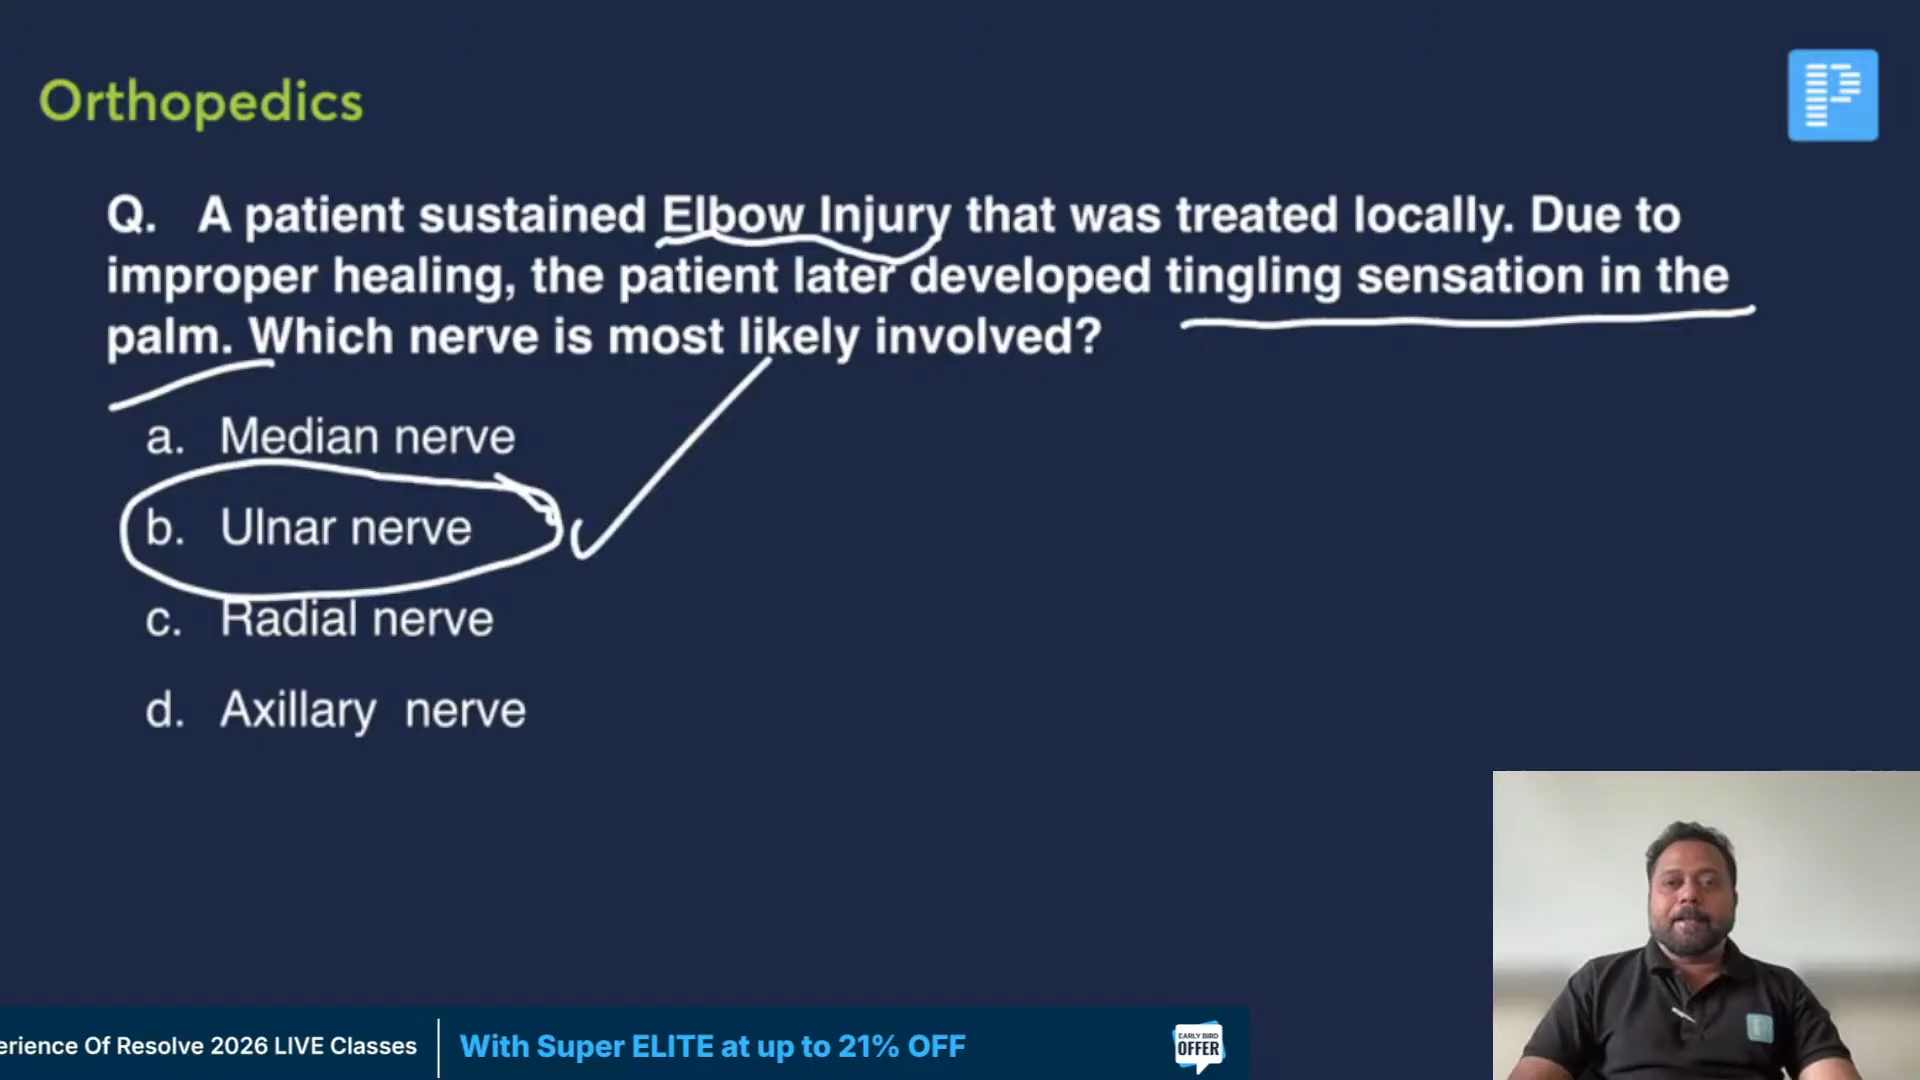 Orthopedics
Q. A patient sustained Elbow Injury that was treated locally. Due to
improper healing, the patient later developed tingling sensation in the
palm. Which nerve is most likely involved?
a. Median nerve
b. Ulnar nerve
c. Radial nerve
d. Axillary nerve
erience Of Resolve 2026 LIVE Classes
With Super ELITE at up to 21% OFF
EARLY BIRD
OFFER